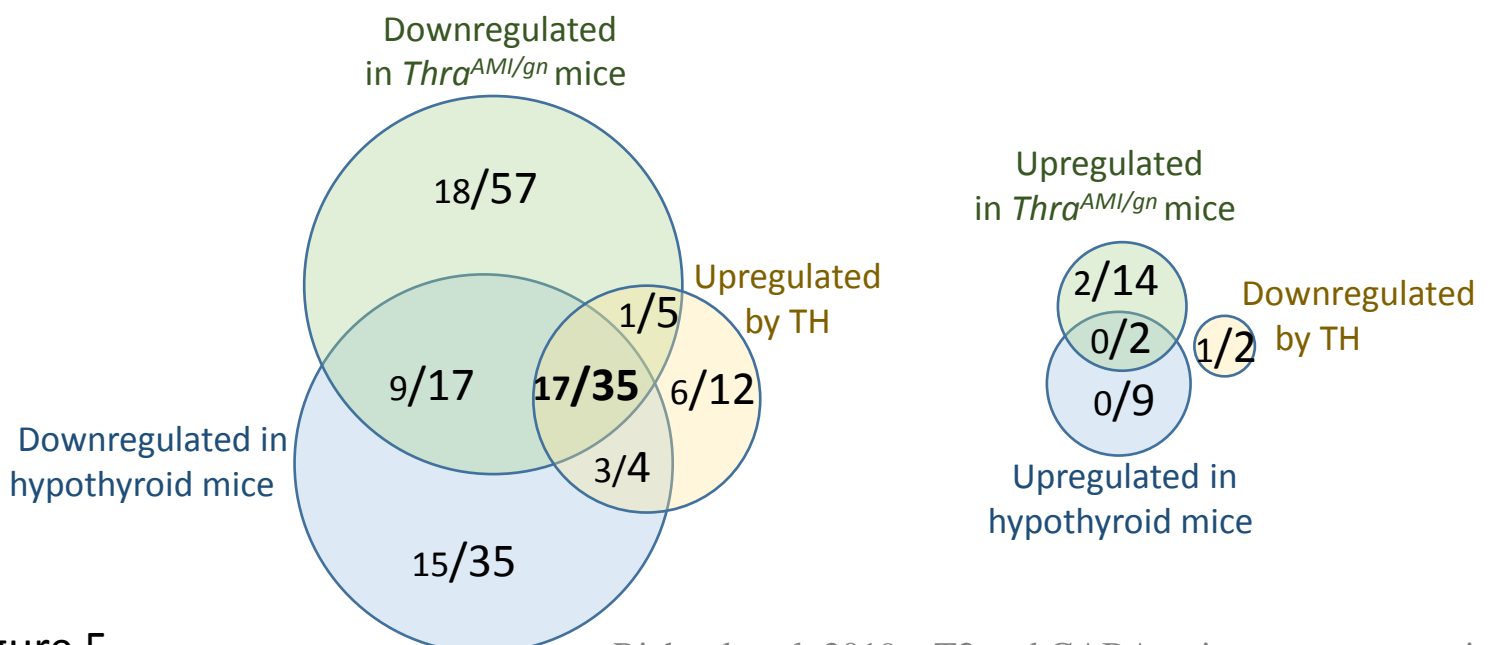 Downregulated
in Thra^AMI/gn mice
18/57
Upregulated
by TH
1/5
9/17
17/35
6/12
Downregulated in
hypothyroid mice
3/4
15/35
Upregulated
in Thra^AMI/gn mice
2/14
Downregulated
by TH
0/2
1/2
0/9
Upregulated in
hypothyroid mice